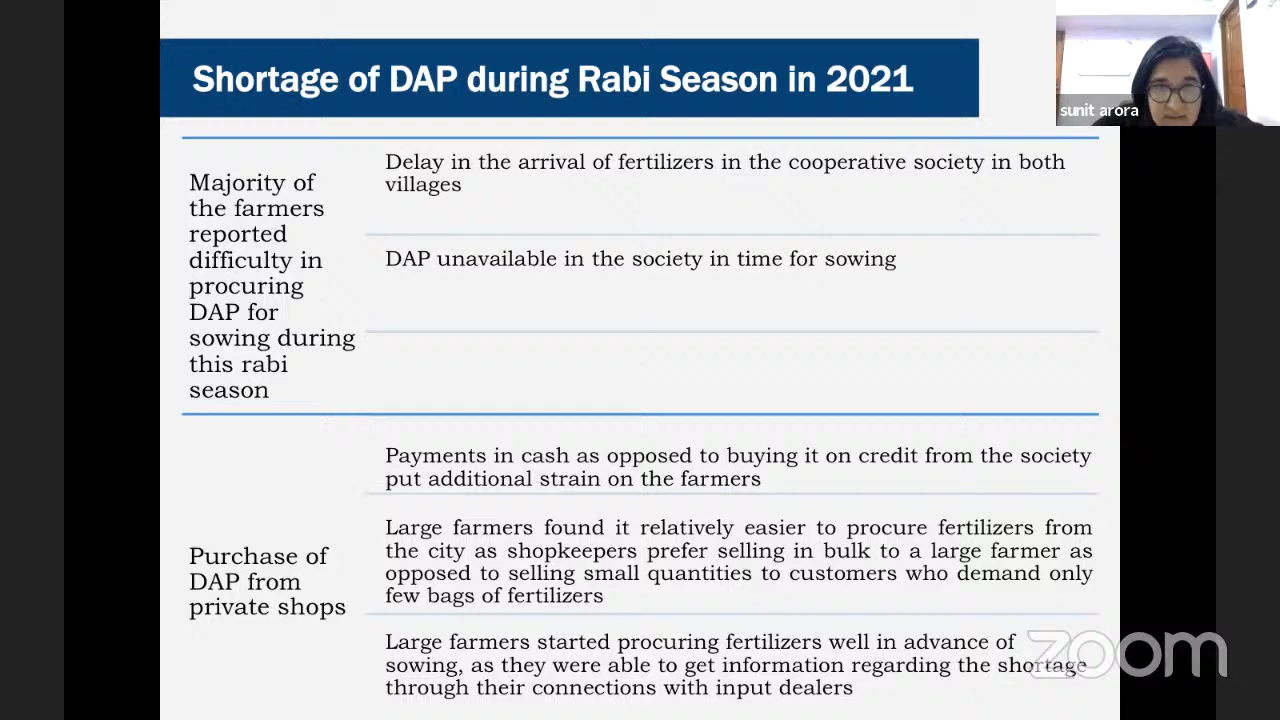 Shortage of DAP during Rabi Season in 2021
sunit arora
Majority of
the farmers
reported
difficulty in
procuring
DAP for
sowing during
this rabi
season
Delay in the arrival of fertilizers in the cooperative society in both
villages
DAP unavailable in the society in time for sowing
Purchase of
DAP from
private shops
Payments in cash as opposed to buying it on credit from the society
put additional strain on the farmers
Large farmers found it relatively easier to procure fertilizers from
the city as shopkeepers prefer selling in bulk to a large farmer as
opposed to selling small quantities to customers who demand only
few bags of fertilizers
Large farmers started procuring fertilizers well in advance of
sowing, as they were able to get information regarding the shortage
through their connections with input dealers
zoom